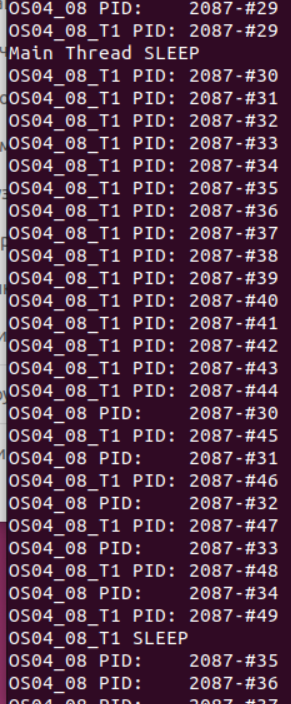 OS04_08 PID:    2087-#29
OS04_08_T1 PID: 2087-#29
Main Thread SLEEP
OS04_08_T1 PID: 2087-#30
OS04_08_T1 PID: 2087-#31
OS04_08_T1 PID: 2087-#32
OS04_08_T1 PID: 2087-#33
OS04_08_T1 PID: 2087-#34
OS04_08_T1 PID: 2087-#35
OS04_08_T1 PID: 2087-#36
OS04_08_T1 PID: 2087-#37
OS04_08_T1 PID: 2087-#38
OS04_08_T1 PID: 2087-#39
OS04_08_T1 PID: 2087-#40
OS04_08_T1 PID: 2087-#41
OS04_08_T1 PID: 2087-#42
OS04_08_T1 PID: 2087-#43
OS04_08_T1 PID: 2087-#44
OS04_08 PID:    2087-#30
OS04_08_T1 PID: 2087-#45
OS04_08 PID:    2087-#31
OS04_08_T1 PID: 2087-#46
OS04_08 PID:    2087-#32
OS04_08_T1 PID: 2087-#47
OS04_08 PID:    2087-#33
OS04_08_T1 PID: 2087-#48
OS04_08 PID:    2087-#34
OS04_08_T1 PID: 2087-#49
OS04_08_T1 SLEEP
OS04_08 PID:    2087-#35
OS04_08 PID:    2087-#36
OS04_08 PID:    2087-#37